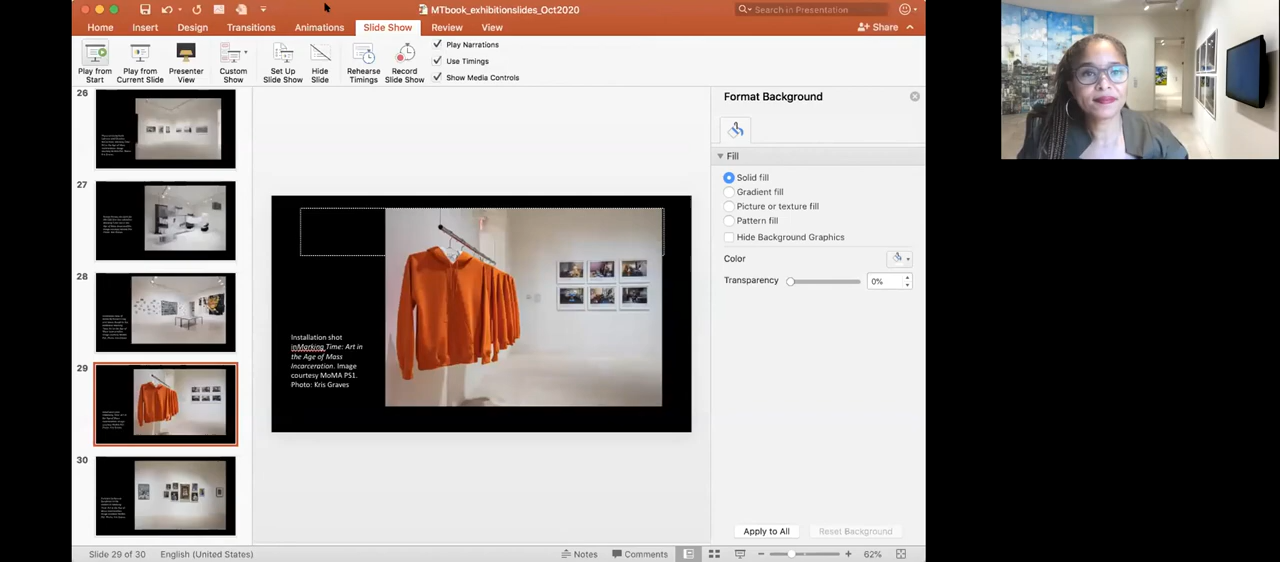 MTbook_exhibitionslides_Oct2020
Search in Presentation
Home Insert Design Transitions Animations Slide Show Review View
Share
Play from Start
Play from Current Slide
Presenter View
Custom Show
Set Up Slide Show
Hide Slide
Rehearse Timings
Record Slide Show
Play Narrations
Use Timings
Show Media Controls
26
27
28
29
30
Installation shot
inMarking Time: Art in
the Age of Mass
Incarceration. Image
courtesy MoMA PS1.
Photo: Kris Graves
Format Background
Fill
Solid fill
Gradient fill
Picture or texture fill
Pattern fill
Hide Background Graphics
Color
Transparency 0%
Apply to All Reset Background
Slide 29 of 30 English (United States) Notes Comments 62%